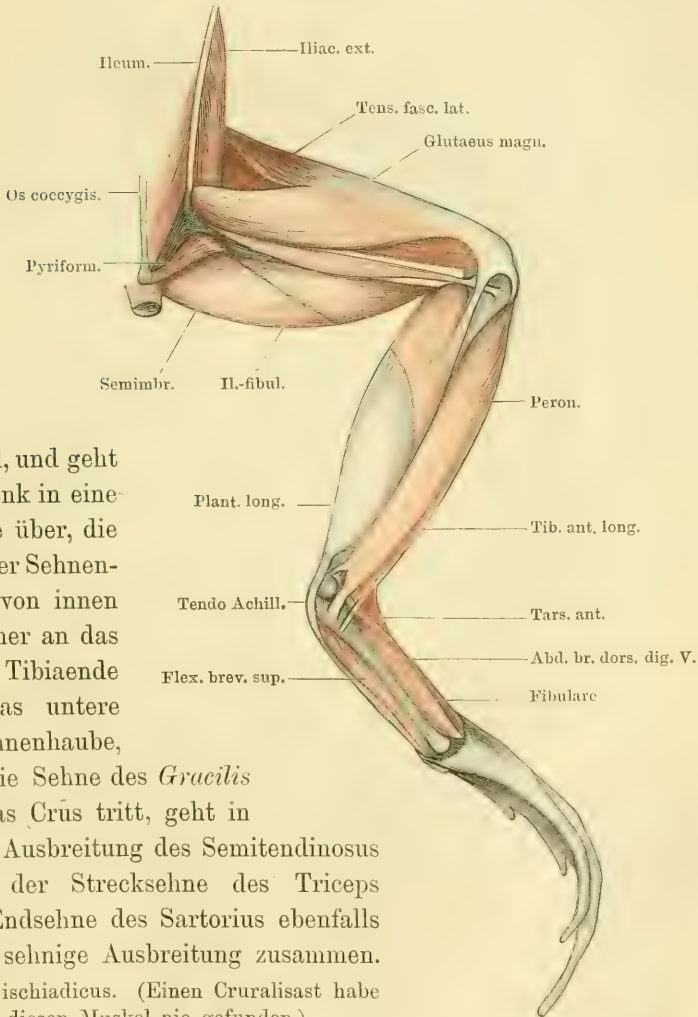 Iliac. ext.
Ileum.
Tens. fasc. lat.
Glutaeus magn.
Os coccygis.
Pyriform.
Semimbr.
Il.-fibul.
Peron.
Plant. long.
Tib. ant. long.
Tendo Achill.
Tars. ant.
Abd. br. dors. dig. V.
Flex. brev. sup.
Fibulare
, und geht
nk in eine
über, die
er Sehnen-
von innen
ner an das
Tibiaende
as untere
nnenhaube,
ie Sehne des Gracilis
as Crus tritt, geht in
Ausbreitung des Semitendinosus
der Strecksehne des Triceps
Endsehne des Sartorius ebenfalls
sehnige Ausbreitung zusammen.
ischiadicus. (Einen Cruralisast habe
diesen Muskel nie gefunden.)